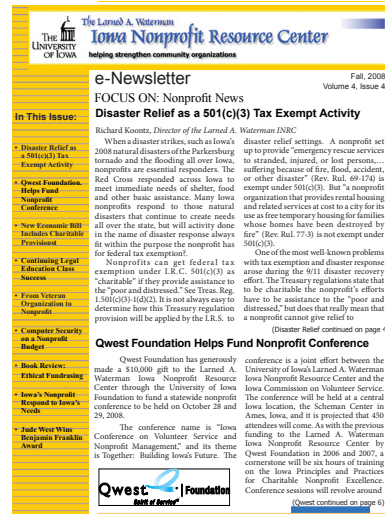 THE
UNIVERSITY
OF IOWA
The Larned A. Waterman
Iowa Nonprofit Resource Center
helping strengthen community organizations
e-Newsletter
Fall, 2008
Volume 4, Issue 4
FOCUS ON: Nonprofit News
In This Issue:
• Disaster Relief as
a 501(c)(3) Tax
Exempt Activity
• Qwest Foundation.
Helps Fund
Nonprofit
Conference
• New Economic Bill
Includes Charitable
Provisionst
• Continuing Legal
Education Class
Success
• From Veteran
Organization to
Nonprofit
• Computer Security
on a Nonprofit
Budget
• Book Review:
Ethical Fundrasing
• Iowa's Nonprofit
Respond to Iowa's
Needs
• Jude West Wins
Benjamin Franklin
Award
Disaster Relief as a 501(c)(3) Tax Exempt Activity
Richard Koontz, Director of the Larned A. Waterman INRC
When a disaster strikes, such as Iowa's
2008 natural disasters of the Parkersburg
tornado and the flooding all over Iowa,
nonprofits are essential responders. The
Red Cross responded across Iowa to
meet immediate needs of shelter, food
and other basic assistance. Many Iowa
nonprofits respond to those natural
disasters that continue to create needs
all over the state, but will activity done
in the name of disaster response always
fit within the purpose the nonprofit has
for federal tax exemption?.
Nonprofits can get federal tax
exemption under I.R.C. 501(c)(3) as
"charitable" if they provide assistance to
the "poor and distressed." See Treas. Reg.
1.501(c)(3)-1(d)(2). It is not always easy to
determine how this Treasury regulation
provision will be applied by the I.R.S. to
disaster relief settings. A nonprofit set
up to provide "emergency rescue services
to stranded, injured, or lost persons,…
suffering because of fire, flood, accident,
or other disaster" (Rev. Rul. 69-174) is
exempt under 501(c)(3). But "a nonprofit
organization that provides rental housing
and related services at cost to a city for its
use as free temporary housing for families
whose homes have been destroyed by
fire" (Rev. Rul. 77-3) is not exempt under
501(c)(3).
One of the most well-known problems
with tax exemption and disaster response
arose during the 9/11 disaster recovery
effort. The Treasury regulations state that
to be charitable the nonprofit's efforts
have to be assistance to the "poor and
distressed," but does that really mean that
a nonprofit cannot give relief to
(Disaster Relief continued on page 4
Qwest Foundation Helps Fund Nonprofit Conference
Qwest Foundation has generously
made a $10,000 gift to the Larned A.
Waterman Iowa Nonprofit Resource
Center through the University of Iowa
Foundation to fund a statewide nonprofit
conference to be held on October 28 and
29, 2008.
The conference name is "Iowa
Conference on Volunteer Service and
Nonprofit Management," and its theme
is Together: Building Iowa's Future. The
Qwest Foundation
Spirit of Service
conference is a joint effort between the
University of Iowa's Larned A. Waterman
Iowa Nonprofit Resource Center and the
Iowa Commission on Volunteer Service.
The conference will be held at a central
Iowa location, the Scheman Center in
Ames, Iowa, and it is projected that 450
attendees will come. As with the previous
funding to the Larned A. Waterman
Iowa Nonprofit Resource Center by
Qwest Foundation in 2006 and 2007, a
cornerstone will be six hours of training
on the Iowa Principles and Practices
for Charitable Nonprofit Excellence.
Conference sessions will revolve around
(Qwest continued on page 6)